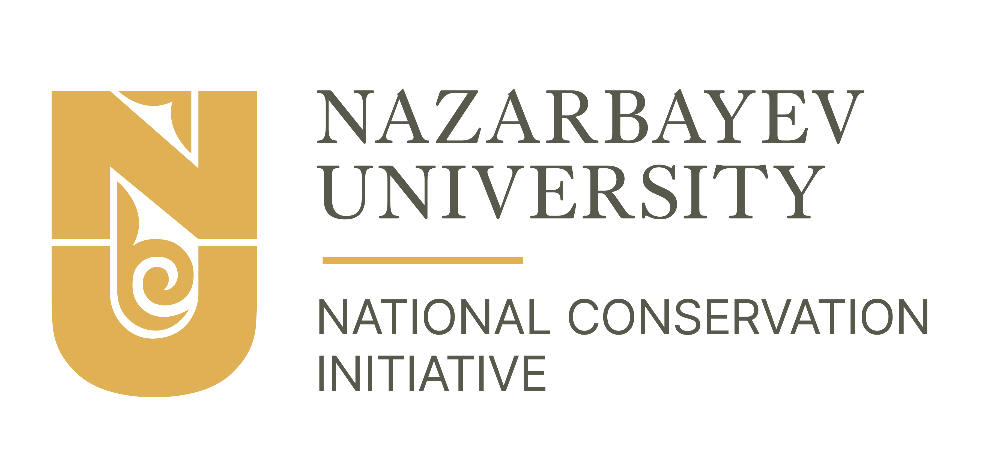 NAZARBAYEV
UNIVERSITY
NATIONAL CONSERVATION
INITIATIVE